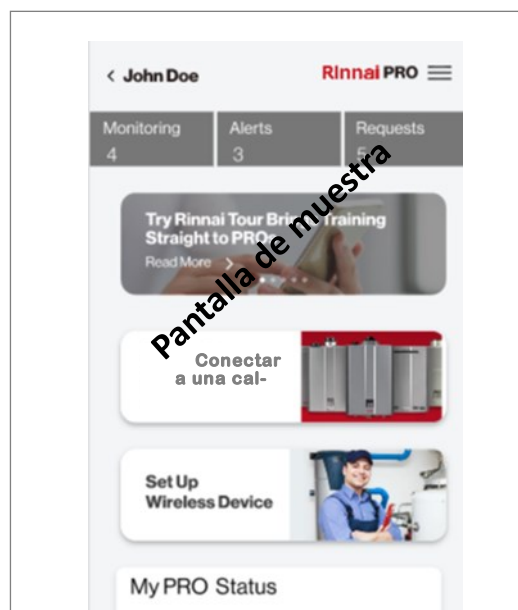 < John Doe
Rinnai PRO
Monitoring
4
Alerts
3
Requests
Try Rinnai Tour Training
Straight to
Read More >
Pantalla de muestra
Conectar
a una cal-
Set Up
Wireless Device
My PRO Status